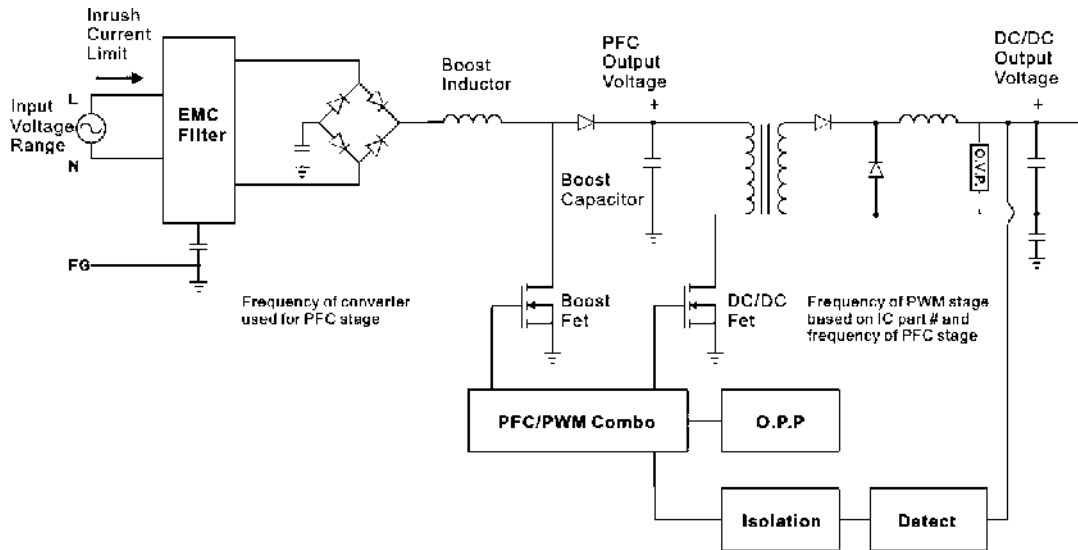 Inrush
Current
Limit
L
Input
Voltage
Range
N
EMC
Filter
FG
Boost
Inductor
PFC
Output
Voltage
+
DC/DC
Output
Voltage
+
O.V.P.
Boost
Capacitor
Frequency of converter
used for PFC stage
Boost
Fet
DC/DC
Fet
Frequency of PWM stage
based on IC part # and
frequency of PFC stage
PFC/PWM Combo
O.P.P
Isolation
Detect